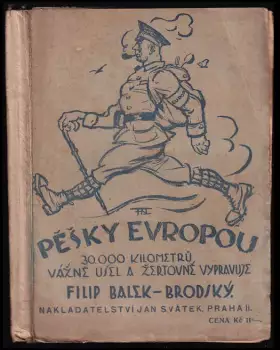 PĚŠKY EVROPOU
30.000 KILOMETRŮ
VÁŽNĚ UŠEL A ŽERTOVNĚ VYPRAVUJE
FILIP BALEK-BRODSKÝ.
NAKLADATELSTVÍ JAN SVÁTEK, PRAHA II.
CENA Kč